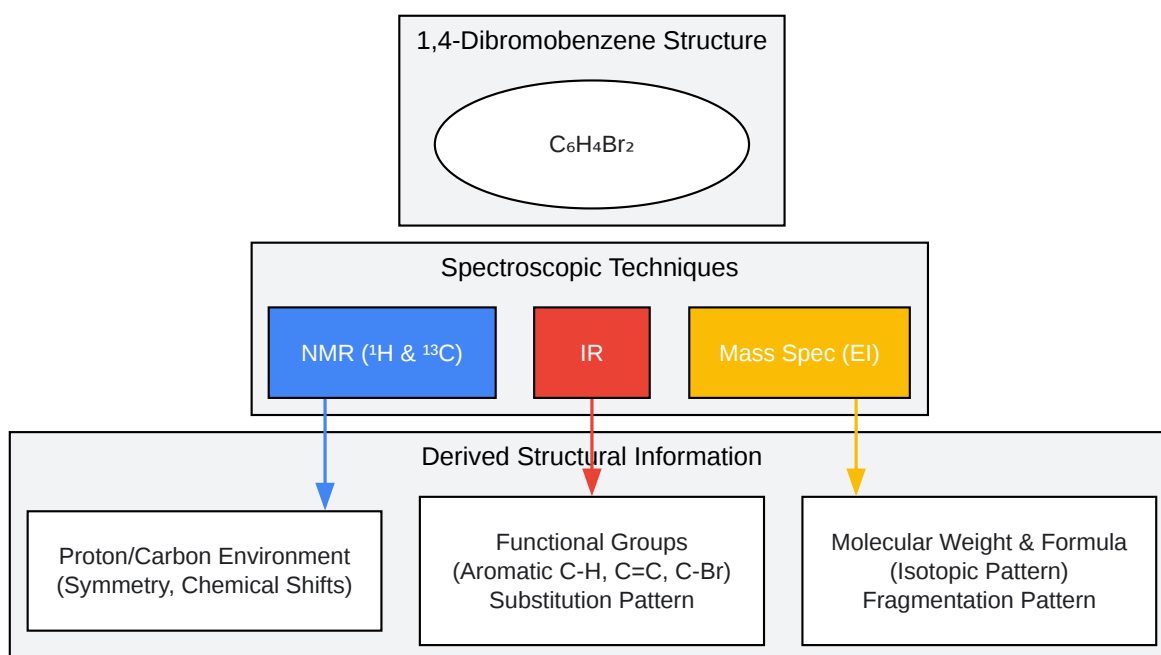 1,4-Dibromobenzene Structure
C₆H₄Br₂
Spectroscopic Techniques
NMR (¹H & ¹³C)
IR
Mass Spec (EI)
Derived Structural Information
Proton/Carbon Environment
(Symmetry, Chemical Shifts)
Functional Groups
(Aromatic C-H, C=C, C-Br)
Substitution Pattern
Molecular Weight & Formula
(Isotopic Pattern)
Fragmentation Pattern